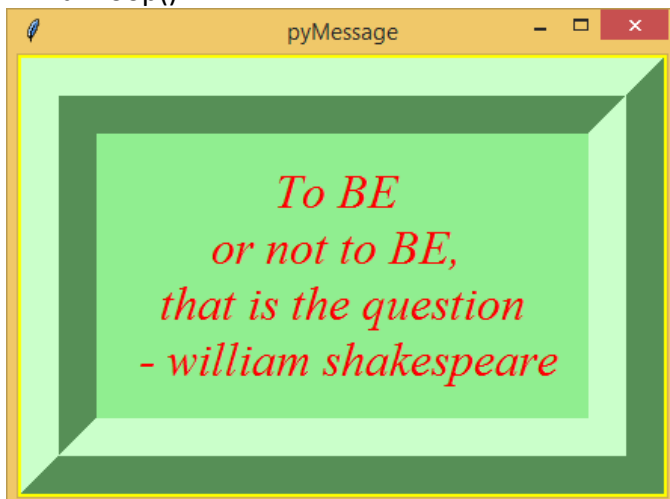 pyMessage
To BE
or not to BE,
that is the question
- william shakespeare